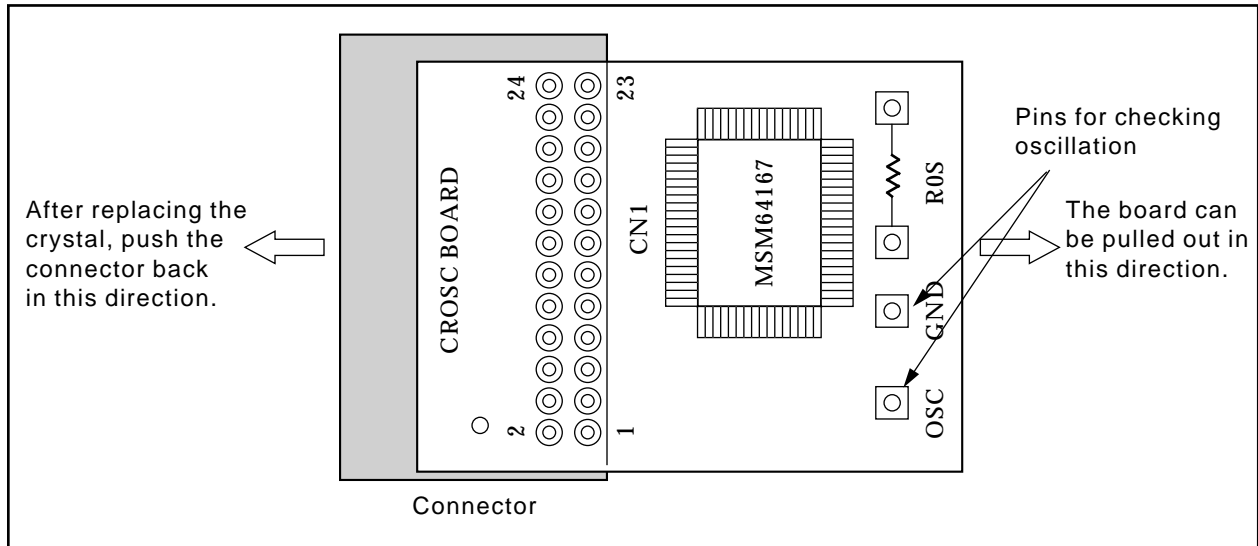 After replacing the
crystal, push the
connector back
in this direction.
CROSC BOARD
24
2
23
1
CN1
MSM64167
R0S
GND
OSC
Pins for checking
oscillation
The board can
be pulled out in
this direction.
Connector